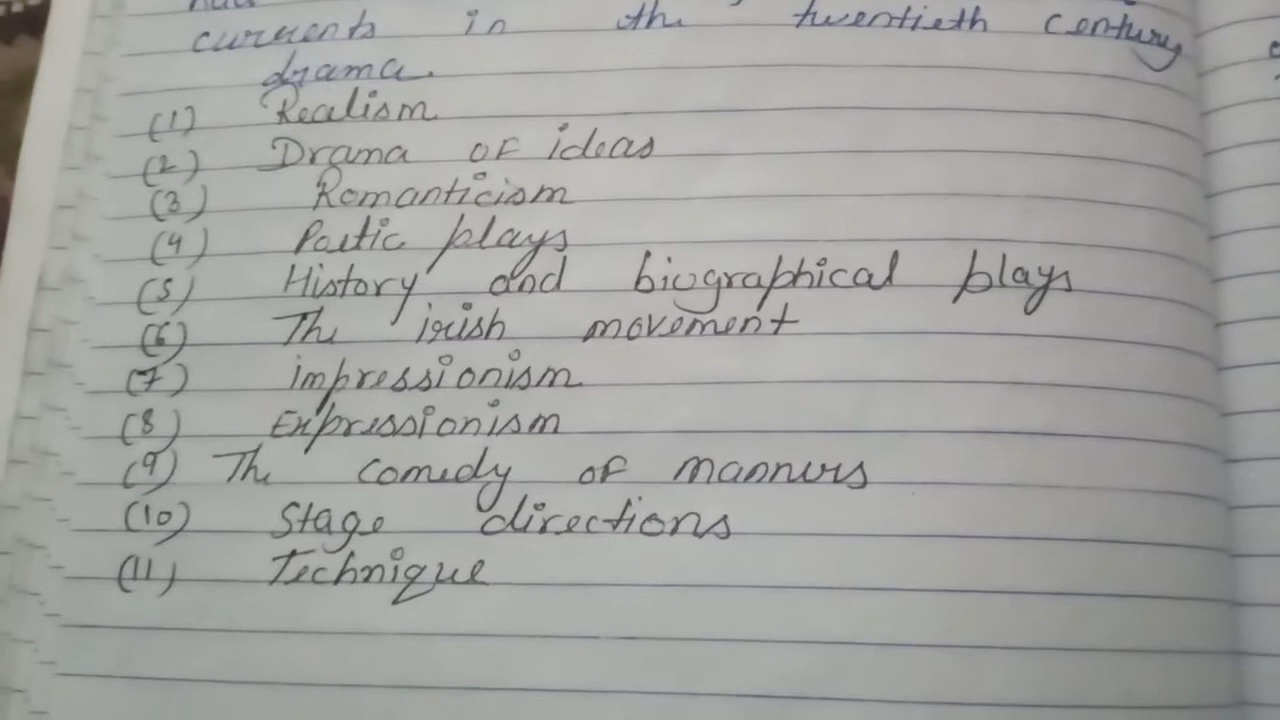 currents in the twentieth century
drama.
(1) Realism
(2) Drama of ideas
(3) Romanticism
(4) Poetic plays
(5) History and biographical plays
(6) The irish movement
(7) impressionism
(8) Expressionism
(9) The comedy of manners
(10) Stage directions
(11) Technique